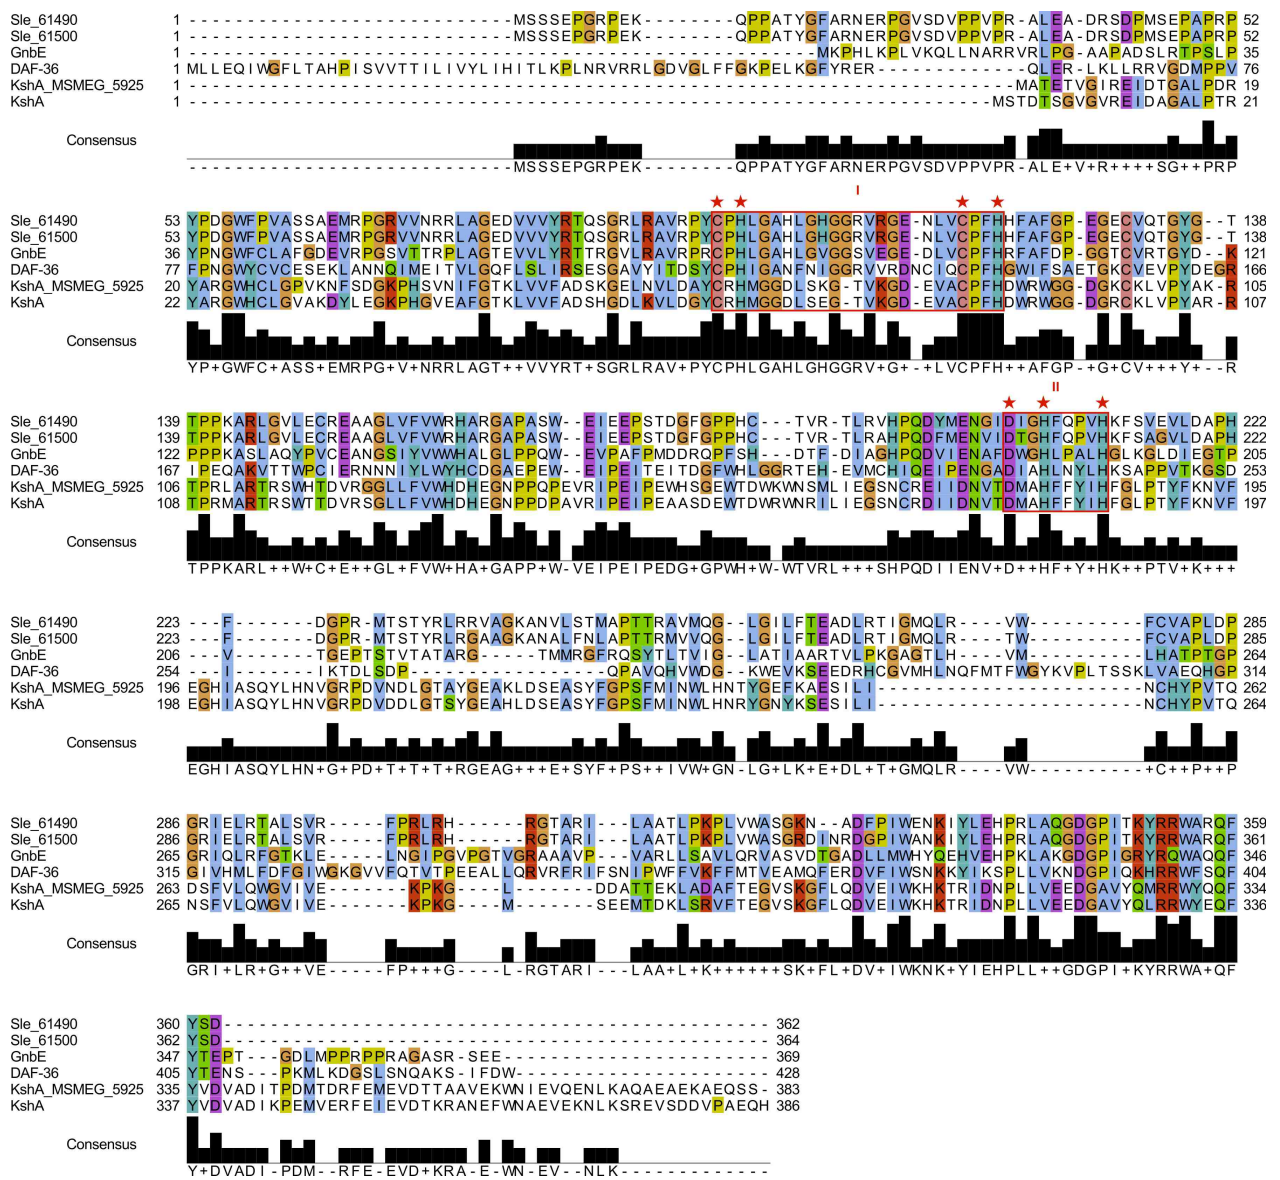 Sle_61490 1 ----------------------------MSSSEPGRPEK--------QPPATYGFARNERPGVSDVPPVPR-ALEA-DRSDPMSEPAPRP 52
Sle_61500 1 ----------------------------MSSSEPGRPEK--------QPPATYGFARNERPGVSDVPPVPR-ALEA-DRSDPMSEPAPRP 52
GnbE 1 ------------------------------------------------------MKPHLKPLVKQLLNARRVRLPG-AAPADSLRTPSLP 35
DAF-36 1 MLLEQIWGFLTAHPISVVTTILIVYLIHITLKPLNRVRRLGDVGLFFGKPELKGFYRER-------------QLER-LKLLRRVGDMPPV 76
KshA_MSMEG_5925 1 -----------------------------------------------------------------------MATETVGIREIDTGALPDR 19
KshA 1 ---------------------------------------------------------------------MSTDTSGVGVREIDAGALPTR 21
Consensus
----------------------------MSSSEPGRPEK--------QPPATYGFARNERPGVSDVPPVPR-ALE+V+R++++SG++PRP
I
Sle_61490 53 YPDGWFPVASSAEMRPGRVVNRRLAGEDVVVYRTQSGRLRAVRPYCPHLGAHLGHGGRVRGE-NLVCPFHHFAFGP-EGECVQTGYG--T 138
Sle_61500 53 YPDGWFPVASSAEMRPGRVVNRRLAGEDVVVYRTQSGRLRAVRPYCPHLGAHLGHGGRVRGE-NLVCPFHHFAFGP-EGECVQTGYG--T 138
GnbE 36 YPNGWFCLAFGDEVRPGSVTTRPLAGEDVVVYRTTRGRLRAVRPRCPHLGAHLGVGGSVEGE-DLVCPFHRFAFDP-GGTCVRTGYD--K 121
DAF-36 77 FPNGWYCVCESEKLANNQIMEITVLGQFLSLIRSESGAVYITDSYCPHIGANFNIGGRVVRDNCIQCPFHGWIFSAETGKCVEVPYDEGR 166
KshA_MSMEG_5925 20 YARGWHCLGPVKNFSDGKPHSVNIFGTKLVVFADSKGELNVLDAYCRHMGGDLSKG-TVKGD-EVACPFHDWRWGG-DGKCKLVPYAK-R 105
KshA 22 YARGWHCLGVAKDYLEGKPHGVEAFGTKLVVFADSHGDLKVLDGYCRHMGGDLSEG-TVKGD-EVACPFHDWRWGG-DGRCKLVPYAR-R 107
Consensus
YP+GWFC+ASS+EMRPG+V+NRRLAGT++VVYRT+SGRLRAV+PYCPHLGAHLGHGGRV+G+-+LVCPFH++AFGP-+G+CV+++Y+--R
II
Sle_61490 139 TPPKARLGVLECREAAGLVFVWRHARGAPASW--EIEEPSTDGFGPPHC---TVR-TLRVHPQDYMENGIDIGHFQPVHKFSVEVLDAPH 222
Sle_61500 139 TPPKARLGVLECREAAGLVFVWRHARGAPASW--EIEEPSTDGFGPPHC---TVR-TLRAHPQDYMENVIDTGHFQPVHKFSAGVLDAPH 222
GnbE 122 PPPKASLAQYPVCEANGSIYVWWHALGLPPTW--EVPAFPMDDRQPFSH---DTF-DIAGHPQDVIENAFDWGHLPALHGLKGLDIEGTP 205
DAF-36 167 IPEQAKVTTWPCIERNNNIYLWYHCDGAEPEW--EIPEITEITDGFWHLGGRTEH-EVMCHIQEIPENGADIAHLNYLHKSAPPVTKGSD 253
KshA_MSMEG_5925 106 TPRLARTRSWHTDVRGGLLFVWHDHEGNPPQPEVRIPEIPEWHSGEWTDWKWNSMLIEGSNCREIIDNVTDMAHFFYIHFGLPTYFKNVF 195
KshA 108 TPRMARTRSWTTDVRSGLLFVWHDHEGNPPDPAVRIPEIPEAASDEWTDWRWNRILIEGSNCRDIIDNVTDMAHFFYIHFGLPTYFKNVF 197
Consensus
TPPKARL++W+C+E++GL+FVW+HA+GAPP+W-VEIPEIPEDG+GPWH+W-WTVRL+++SHPQDIIENV+D++HF+Y+HK++PTV+K+++
Sle_61490 223 ---F-------DGPR-MTSTYRLRRVAGKANVLSTMAPTTRAVMQG--LGILFTEADLRTIGMQLR---VW----------FCVAPLDP 285
Sle_61500 223 ---F-------DGPR-MTSTYRLRGAAGKANALFNLAPTTRMVVQG--LGILFTEADLRTIGMQLR---TW----------FCVAPLDP 285
GnbE 206 ---V-------TGEPTSTVTATARG----TMMRGFRQSYTLTVIG--LATIAARTVLPKGAGTLH---VM----------LHATPTGP 264
DAF-36 254 ---I-------IKTDLSDP-----------------QPAVQHVWDG--KWEVKSEEDRHCGVMHLNQFMTFWGYKVPLTSSKLVAEQHGP 314
KshA_MSMEG_5925 196 EGHIASQYLHNVGRPDVNDLGTAYGEAKLDSEASYFGPSFMINWLHNTYGEFKAESILI-----------------------NCHYPVTQ 262
KshA 198 EGHIASQYLHNVGRPDVDDLGTSYGEAHLDSEASYFGPSFMINWLHNRYGNYKSESILI-----------------------NCHYPVTQ 264
Consensus
EGHIASQYLHN+G+PD+T+T+T+RGEAG+++E+SYF+PS++IVW+GN-LG+LK+E+DL+T+GMQLR----VW----------+C++P++P
Sle_61490 286 GRIELRTALSVR-----FPRLRH------RGTARI---LAATLPKPLVWASGKN--ADFPIWENKIYLEHPRLAQGDGPITKYRRWARQF 359
Sle_61500 286 GRIELRTALSVR-----FPRLRH------RGTARI---LAATLPKPLVWASGRDINRDGPIWENKIYLEHPRLAQGDGPITKYRRWARQF 361
GnbE 265 GRIQLRFGTKLE-----LNGIPGVPGTVGRAAAVP---VARLLSAVLQRVASVDTGADLLMWHYQEHVEHPKLAKGDGPIGRYRQWAQQF 346
DAF-36 315 GIVHMLFDFGIWGKGVVFQTVTPEEALLQRVRFRIFSNIPWFFVKFFMTVEAMQFERDVFIWSNKKYIKSPLLVKNDGPIQKHRRWFSQF 404
KshA_MSMEG_5925 263 DSFVLQWGVIVE-------KPKG----L-------DDATTEKLADAFTEGVSKGFLQDVEIWKHKTRIDNPLLVEEDGAVYQMRRWYQQF 334
KshA 265 NSFVLQWGVIVE-------KPKG----M-------SEEMTDKLSRVFTEGVSKGFLQDVEIWKHKTRIDNPLLVEEDGAVYQLRRWYEQF 336
Consensus
GRI+LR+G++VE-----FP+++G----L-RGTARI---LAA+L+K++++++SK+FL+DV+IWKNK+YIEHPLL++GDGPI+KYRRWA+QF
Sle_61490 360 YSD----------------------------------------------- 362
Sle_61500 362 YSD----------------------------------------------- 364
GnbE 347 YTEPT---GDLMPPRPPRAGASR-SEE----------------------- 369
DAF-36 405 YTENS---PKMLKDGSLSNQAKS-IFDW---------------------- 428
KshA_MSMEG_5925 335 YVDVADITPDMTDRFEMEVDTTAAVEKWNIEVQENLKAQAEAEKAEQSS- 383
KshA 337 YVDVADIKPEMVERFEIEVDTKRANEFWNAEVEKNLKSREVSDDVPAEQH 386
Consensus
Y+DVADI-PDM--RFE-EVD+KRA-E-WN-EV--NLK-------------